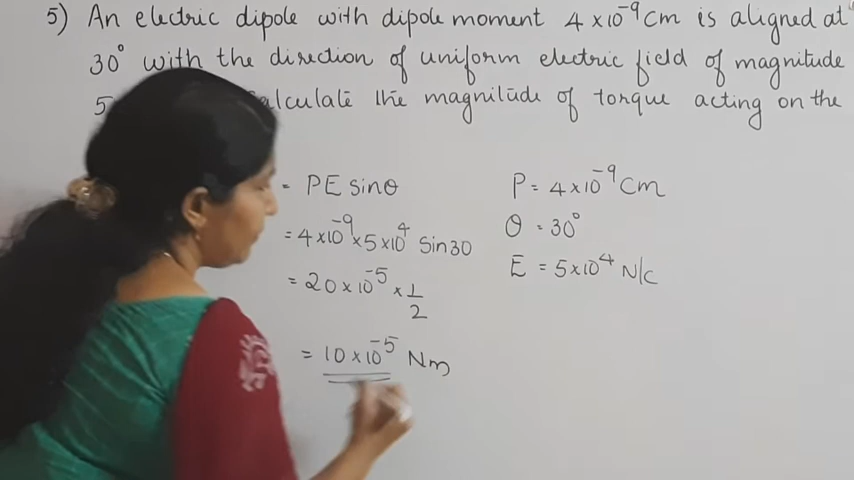 5) An electric dipole with dipole moment 4 × 10⁻⁹ Cm is aligned at
30° with the direction of uniform electric field of magnitude
5 alculate the magnitude of torque acting on the
= PE sinθ
= 4×10⁻⁹ × 5×10⁴ Sin30
= 20 × 10⁻⁵ × 1/2
= 10 × 10⁻⁵ Nm
P = 4×10⁻⁹ Cm
θ = 30°
E = 5×10⁴ N/C